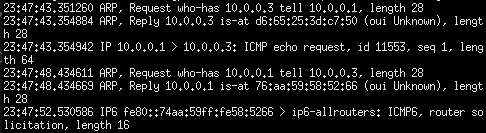 23:47:43.351260 ARP, Request who-has 10.0.0.3 tell 10.0.0.1, length 28
23:47:43.354884 ARP, Reply 10.0.0.3 is-at d6:65:25:3d:c7:50 (oui Unknown), lengt
h 28
23:47:43.354942 IP 10.0.0.1 > 10.0.0.3: ICMP echo request, id 11553, seq 1, leng
th 64
23:47:48.434611 ARP, Request who-has 10.0.0.1 tell 10.0.0.3, length 28
23:47:48.434669 ARP, Reply 10.0.0.1 is-at 76:aa:59:58:52:66 (oui Unknown), lengt
h 28
23:47:52.530586 IP6 fe80::74aa:59ff:fe58:5266 > ip6-allrouters: ICMP6, router so
licitation, length 16